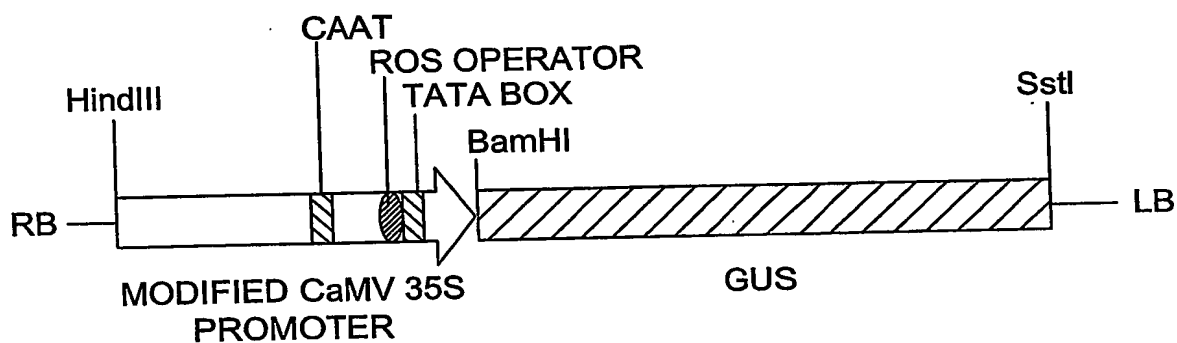 CAAT
ROS OPERATOR
TATA BOX
HindIII
BamHI
SstI
RB
LB
MODIFIED CaMV 35S
PROMOTER
GUS